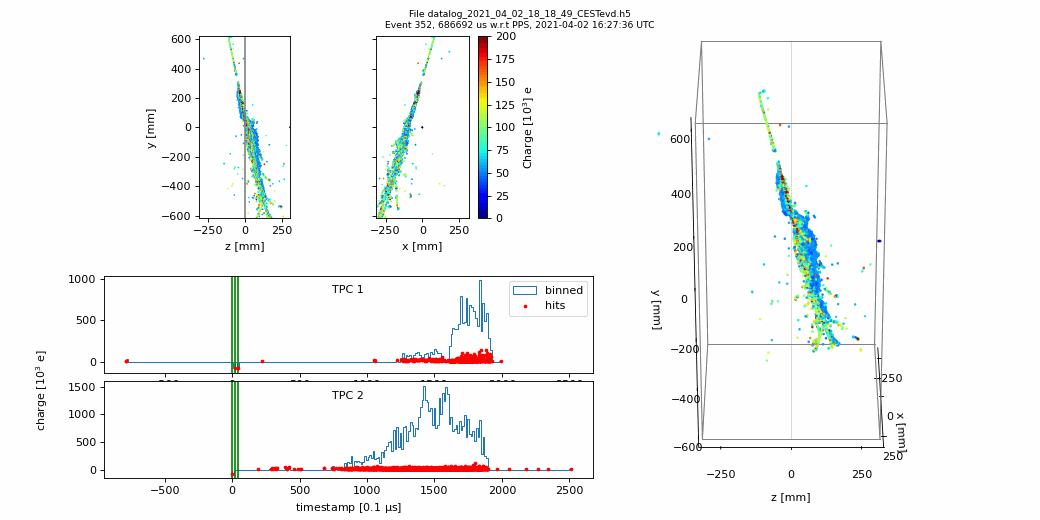 File datalog_2021_04_02_18_18_49_CESTevd.h5
Event 352, 686692 us w.r.t PPS, 2021-04-02 16:27:36 UTC
600
400
200
0
−200
−400
−600
y [mm]
−250 0 250
z [mm]
−250 0 250
x [mm]
200
175
150
125
100
75
50
25
0
Charge [10³] e
600
400
200
0
−200
−400
−600
y [mm]
−250 0 250
z [mm]
−250
0
250
x [mm]
TPC 1
binned
hits
1000
500
0
charge [10³ e]
TPC 2
1500
1000
500
0
−500 0 500 1000 1500 2000 2500
timestamp [0.1 µs]